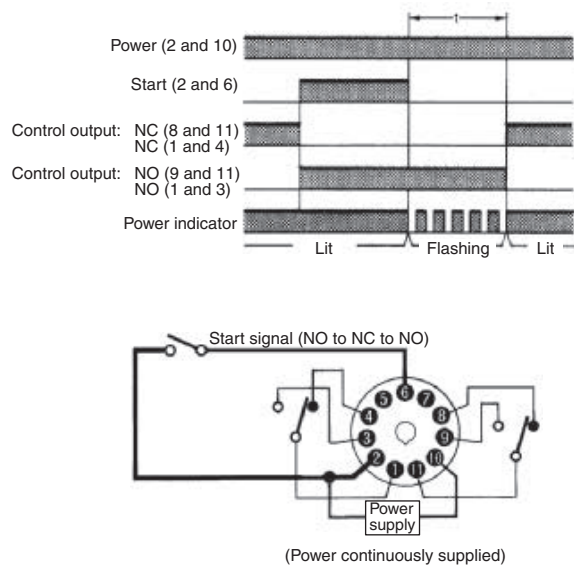 t
Power (2 and 10)
Start (2 and 6)
Control output: NC (8 and 11)
NC (1 and 4)
Control output: NO (9 and 11)
NO (1 and 3)
Power indicator
Lit Flashing Lit
Start signal (NO to NC to NO)
6
5 7
4 8
3 9
2 10
1 11
Power
supply
(Power continuously supplied)